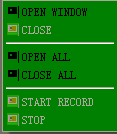 OPEN WINDOW
CLOSE
OPEN ALL
CLOSE ALL
START RECORD
STOP